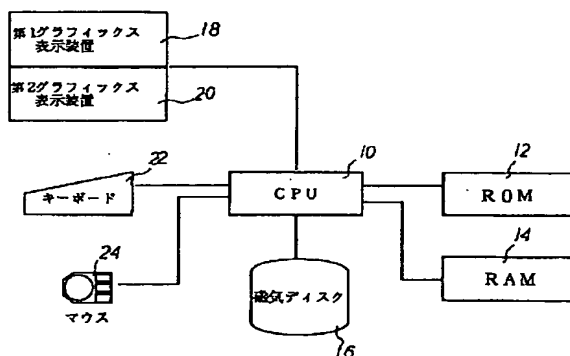 第1グラフィックス
表示装置
18
第2グラフィックス
表示装置
20
22
キーボード
10
CPU
12
ROM
14
RAM
24
マウス
磁気ディスク
16